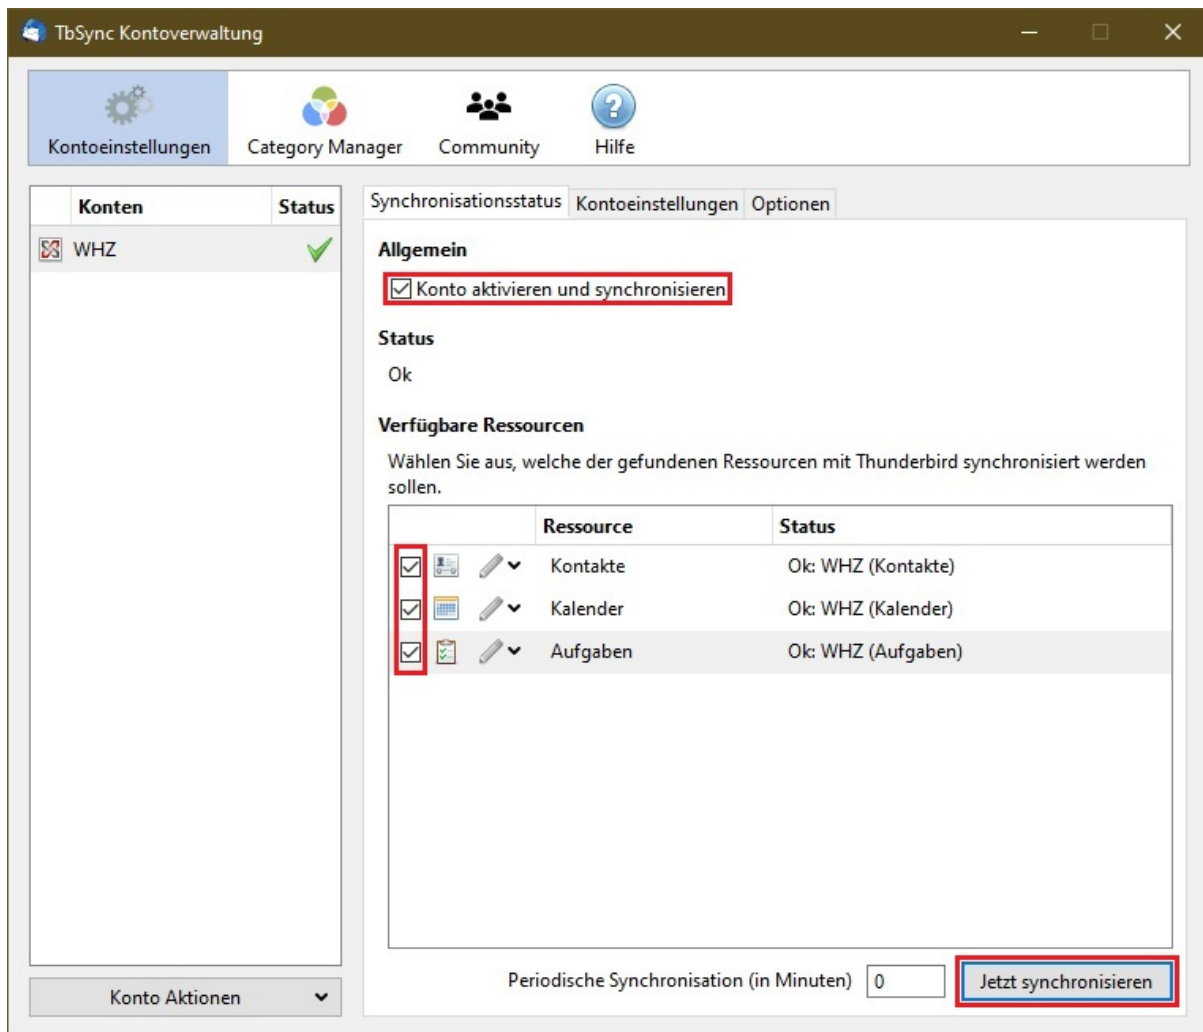 TbSync Kontoverwaltung
Kontoeinstellungen
Category Manager
Community
Hilfe
Konten Status
WHZ
Synchronisationsstatus Kontoeinstellungen Optionen
Allgemein
Konto aktivieren und synchronisieren
Status
Ok
Verfügbare Ressourcen
Wählen Sie aus, welche der gefundenen Ressourcen mit Thunderbird synchronisiert werden
sollen.
Ressource Status
Kontakte Ok: WHZ (Kontakte)
Kalender Ok: WHZ (Kalender)
Aufgaben Ok: WHZ (Aufgaben)
Periodische Synchronisation (in Minuten) 0 Jetzt synchronisieren
Konto Aktionen